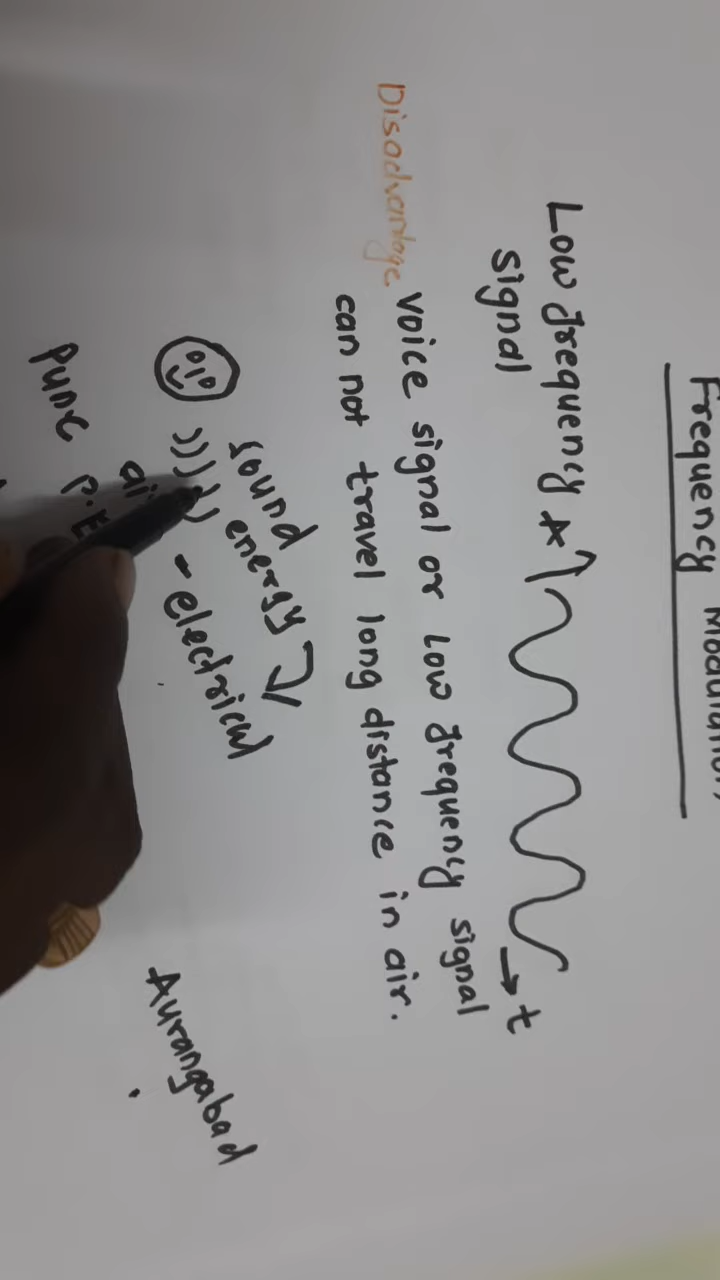 Frequency Modulation
Low frequency
signal
A
t
Disadvantage
Voice signal or Low frequency signal
can not travel long distance in air.
Sound
energy
electrical
air
Pune P.E
Aurangabad